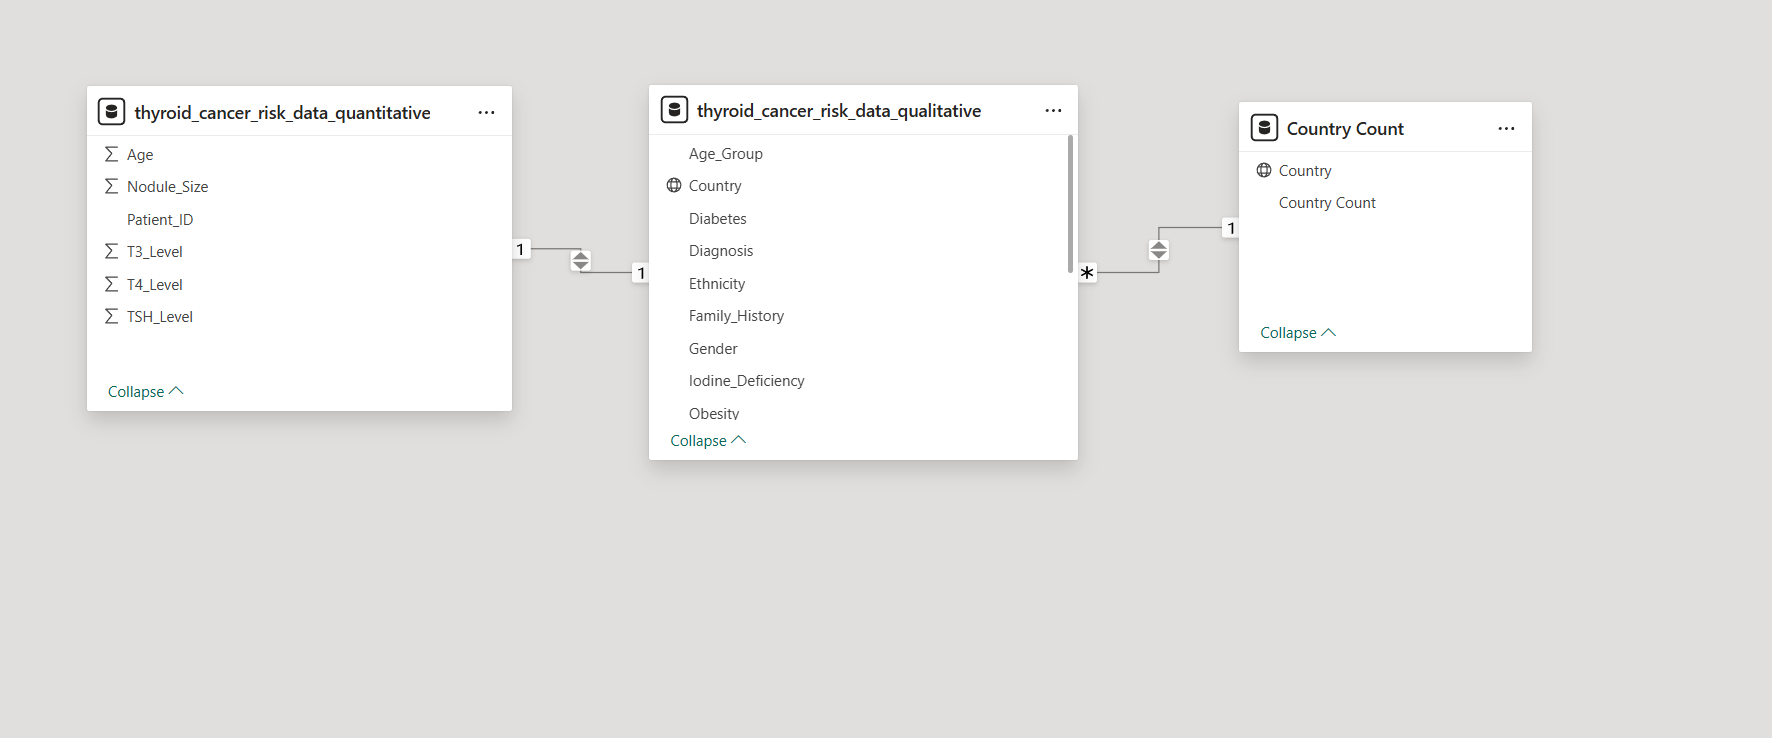 thyroid_cancer_risk_data_quantitative
Age
Nodule_Size
Patient_ID
T3_Level
T4_Level
TSH_Level
Collapse
1
1
thyroid_cancer_risk_data_qualitative
Age_Group
Country
Diabetes
Diagnosis
Ethnicity
Family_History
Gender
Iodine_Deficiency
Obesity
Collapse
*
1
Country Count
Country
Country Count
Collapse